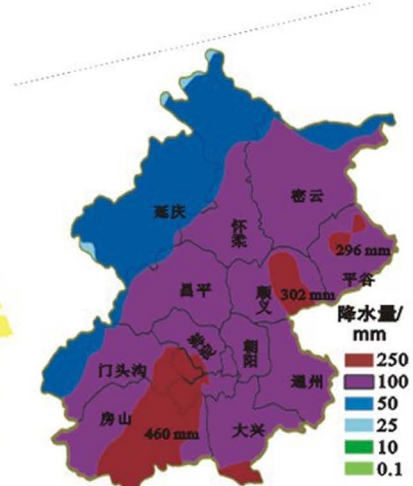 密云
延庆
怀柔
296 mm
平谷
昌平
顺义
302 mm
降水量/
mm
250
100
50
25
10
0.1
朝阳
门头沟
通州
房山
460 mm
大兴